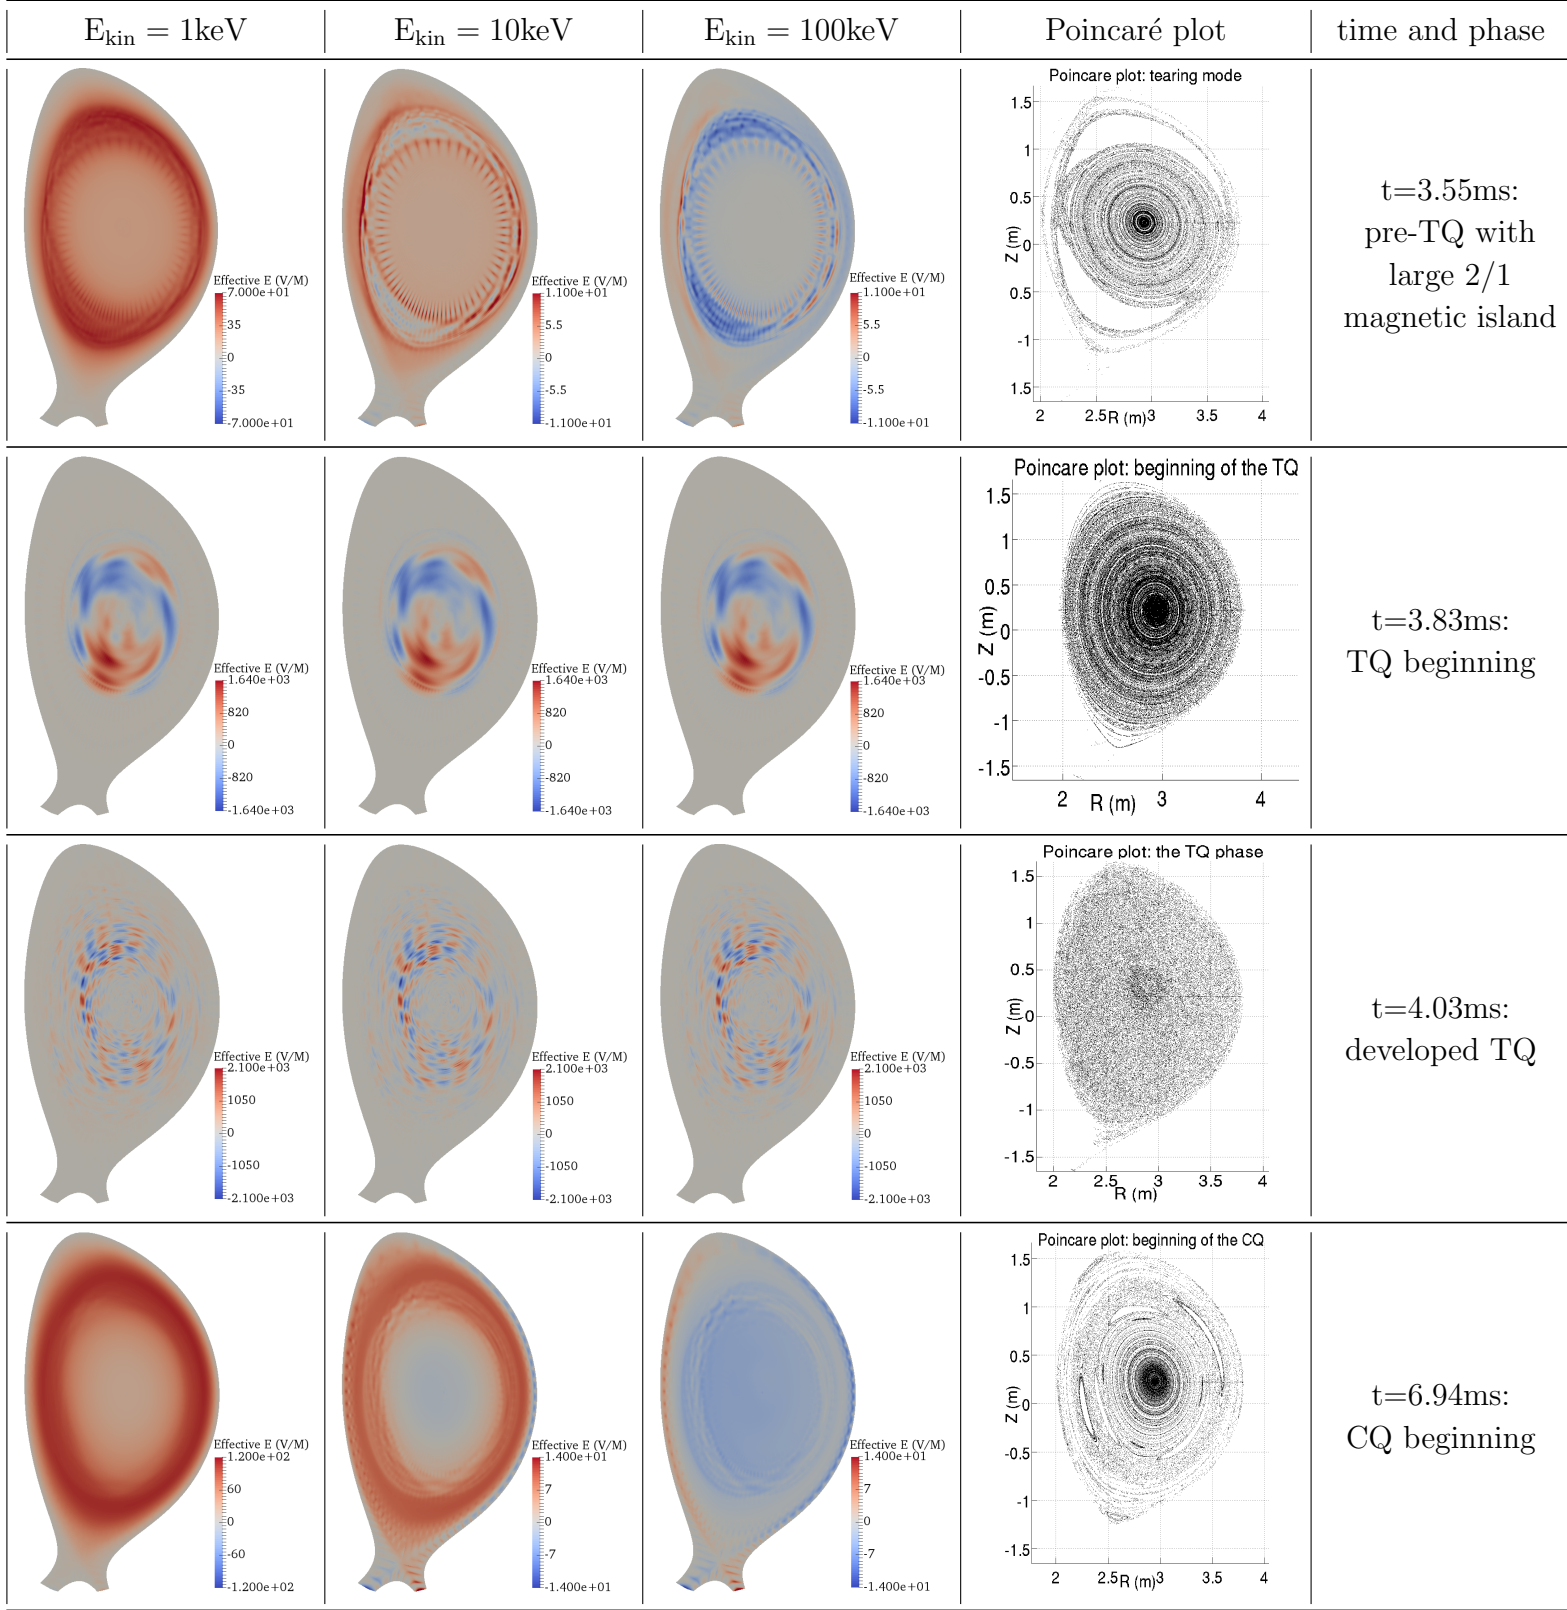 E_kin = 1keV
E_kin = 10keV
E_kin = 100keV
Poincaré plot
time and phase
Effective E (V/M)
7.000e+01
35
0
-35
-7.000e+01
Effective E (V/M)
1.100e+01
5.5
0
-5.5
-1.100e+01
Effective E (V/M)
1.100e+01
5.5
0
-5.5
-1.100e+01
Poincare plot: tearing mode
1.5
1
0.5
0
0.5
-1
1.5
Z (m)
2
2.5
3
3.5
4
R (m)
t=3.55ms:
pre-TQ with
large 2/1
magnetic island
Effective E (V/M)
1.640e+03
820
0
-820
-1.640e+03
Effective E (V/M)
1.640e+03
820
0
-820
-1.640e+03
Effective E (V/M)
1.640e+03
820
0
-820
-1.640e+03
Poincare plot: beginning of the TQ
1.5
1
0.5
0
-0.5
-1
-1.5
Z (m)
2
3
4
R (m)
t=3.83ms:
TQ beginning
Effective E (V/M)
2.100e+03
1050
0
-1050
-2.100e+03
Effective E (V/M)
2.100e+03
1050
0
-1050
-2.100e+03
Effective E (V/M)
2.100e+03
1050
0
-1050
-2.100e+03
Poincare plot: the TQ phase
1.5
1
0.5
0
-0.5
-1
-1.5
Z (m)
2
2.5
3
3.5
4
R (m)
t=4.03ms:
developed TQ
Effective E (V/M)
1.200e+02
60
0
-60
-1.200e+02
Effective E (V/M)
1.400e+01
7
0
-7
-1.400e+01
Effective E (V/M)
1.400e+01
7
0
-7
-1.400e+01
Poincare plot: beginning of the CQ
1.5
1
0.5
0
-0.5
-1
-1.5
Z (m)
2
2.5
3
3.5
4
R (m)
t=6.94ms:
CQ beginning